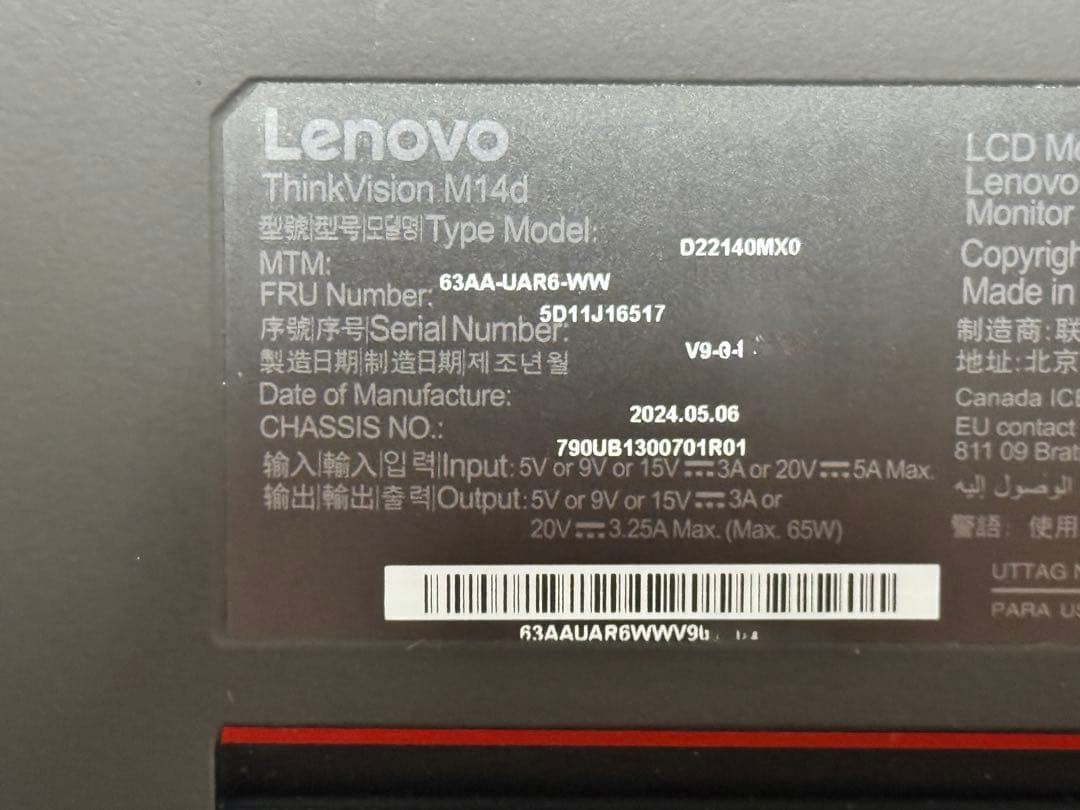 Lenovo
ThinkVision M14d
型號|型号|모델명|Type Model: D22140MX0
MTM: 63AA-UAR6-WW
FRU Number: 5D11J16517
序號|序号|Serial Number:
製造日期|制造日期|제조년월
Date of Manufacture: 2024.05.06
CHASSIS NO.: 790UB1300701R01
输入|輸入|입력|Input: 5V or 9V or 15V⎓3A or 20V⎓5A Max.
输出|輸出|출력|Output: 5V or 9V or 15V⎓3A or
20V⎓3.25A Max. (Max. 65W)
LCD
Lenovo
Monitor
Made in
制造商:
地址:北京
Canada
EU contact
811 09
الوصول إليه
警語: 使用
UTTAG
PARA